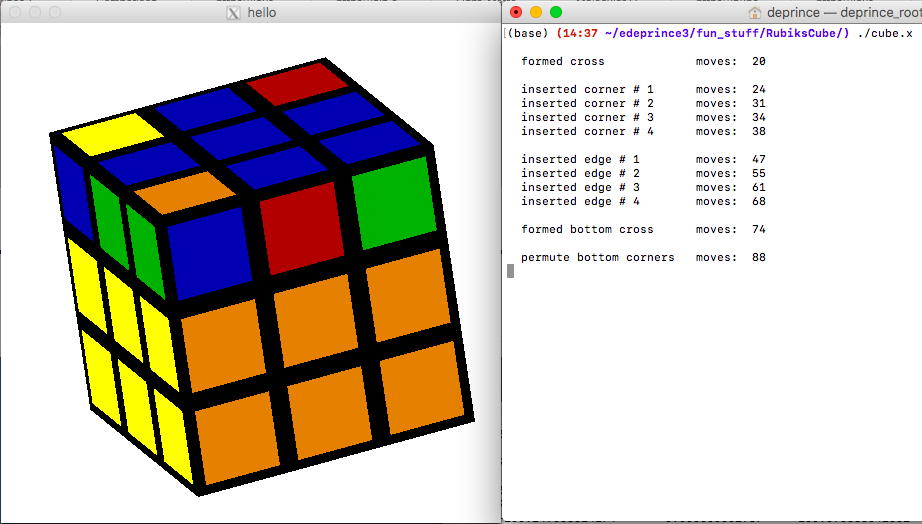 hello
deprince — deprince_root
(base) (14:37 ~/edeprince3/fun_stuff/RubiksCube/) ./cube.x
formed cross moves: 20
inserted corner # 1 moves: 24
inserted corner # 2 moves: 31
inserted corner # 3 moves: 34
inserted corner # 4 moves: 38
inserted edge # 1 moves: 47
inserted edge # 2 moves: 55
inserted edge # 3 moves: 61
inserted edge # 4 moves: 68
formed bottom cross moves: 74
permute bottom corners moves: 88